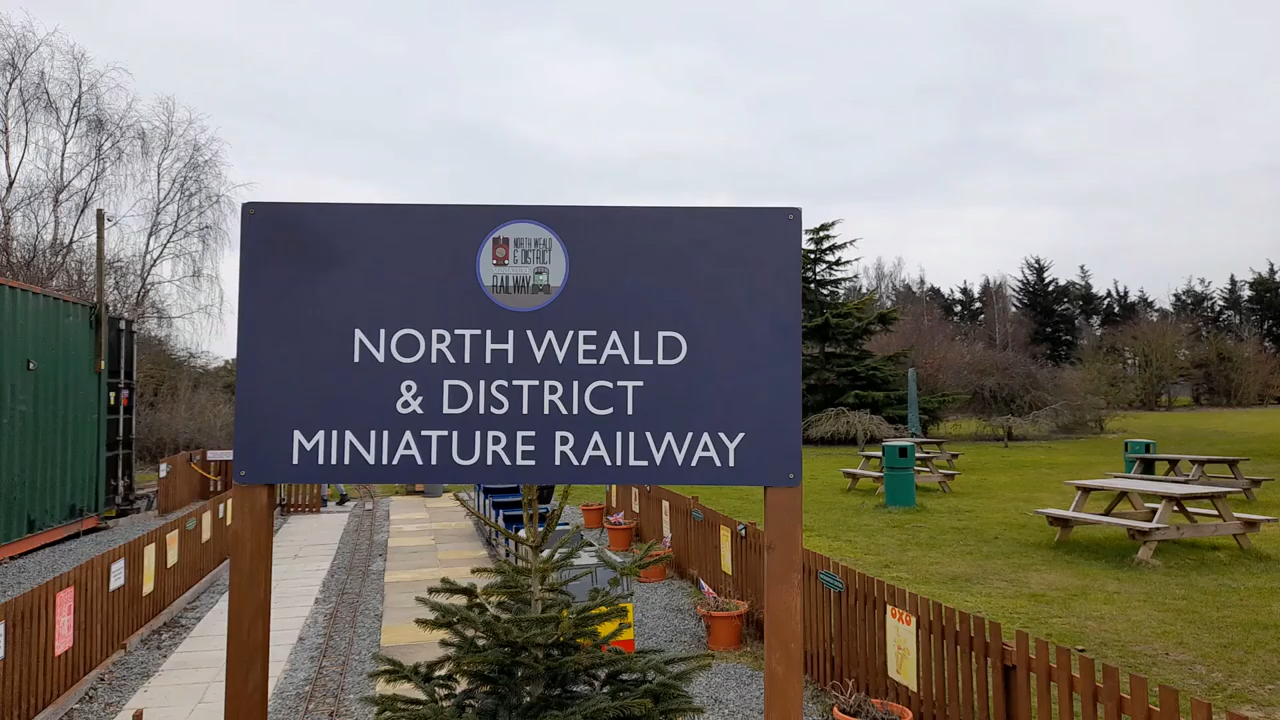 NORTH WEALD
& DISTRICT
RAILWAY
NORTH WEALD
& DISTRICT
MINIATURE RAILWAY
OXO